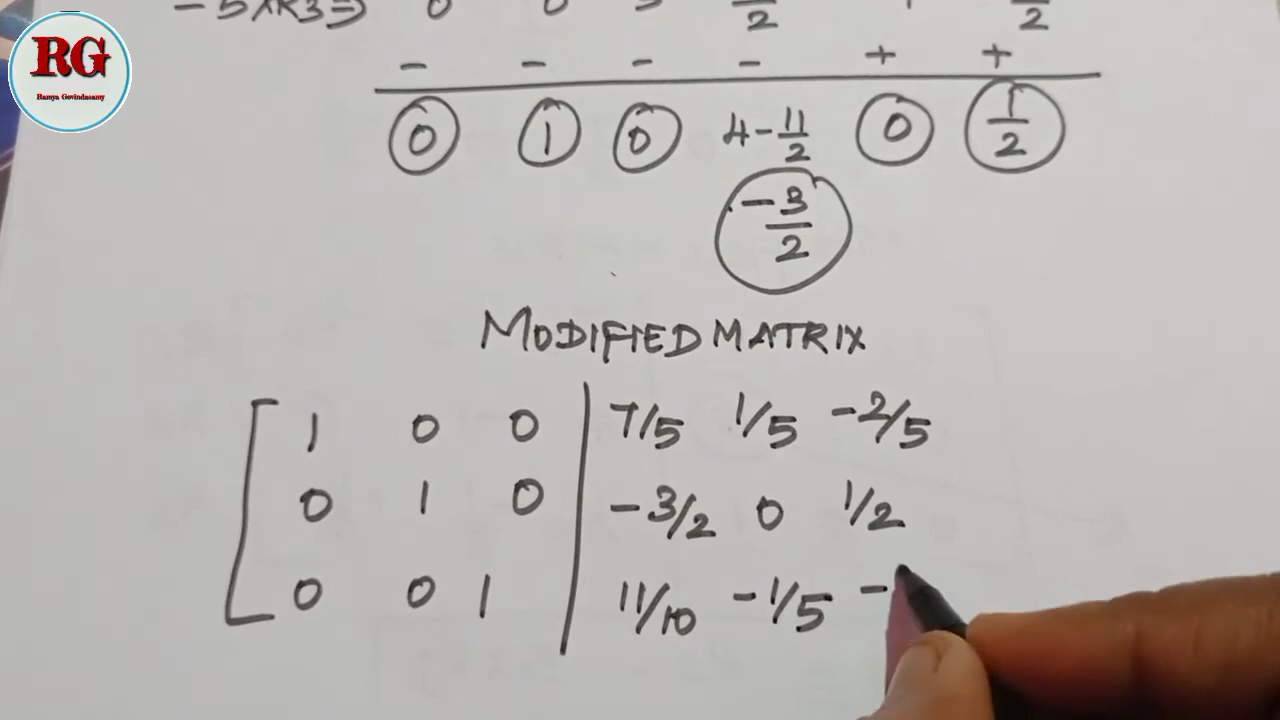 RG
Ramya Govindasamy
2 2
- - - - + +
0 1 0 4-11/2 0 1/2
-3/2
MODIFIED MATRIX
1 0 0 | 7/5 1/5 -2/5
0 1 0 | -3/2 0 1/2
0 0 1 | 11/10 -1/5 -